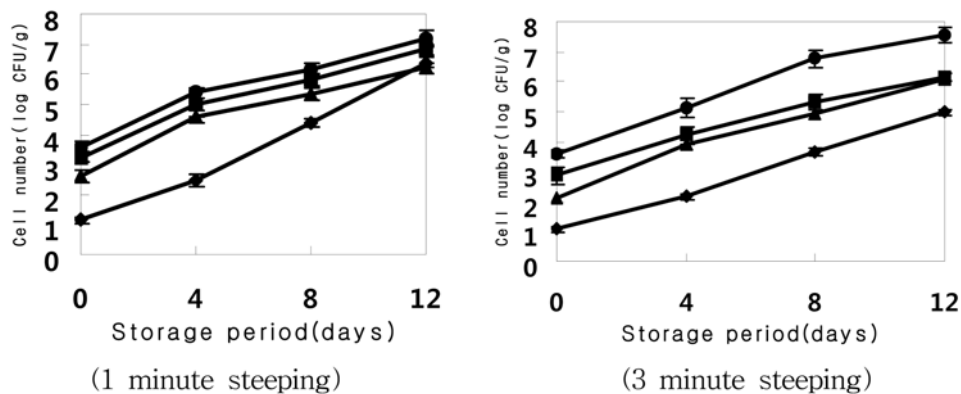 Cell number(log CFU/g)
8
7
6
5
4
3
2
1
0
0 4 8 12
Storage period(days)
(1 minute steeping)
Cell number(log CFU/g)
8
7
6
5
4
3
2
1
0
0 4 8 12
Storage period(days)
(3 minute steeping)